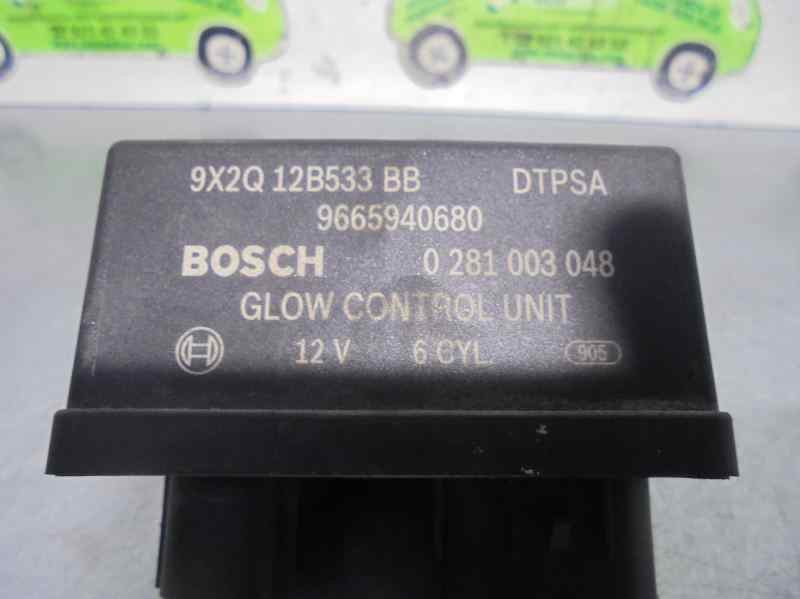 9X2Q 12B533 BB DTPSA
9665940680
BOSCH 0 281 003 048
GLOW CONTROL UNIT
12 V 6 CYL 905